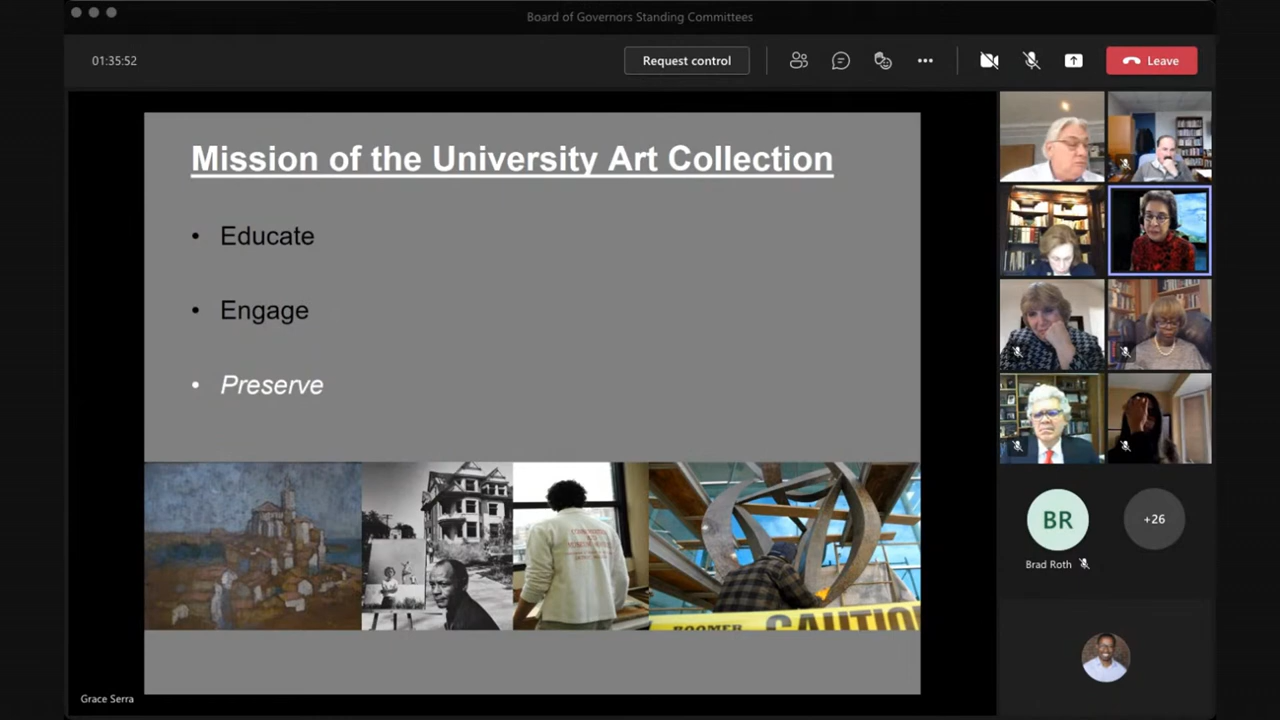 Board of Governors Standing Committees
01:35:52
Request control
Leave
Mission of the University Art Collection
• Educate
• Engage
• Preserve
BOOMER CAUTION
BR
+26
Brad Roth
Grace Serra